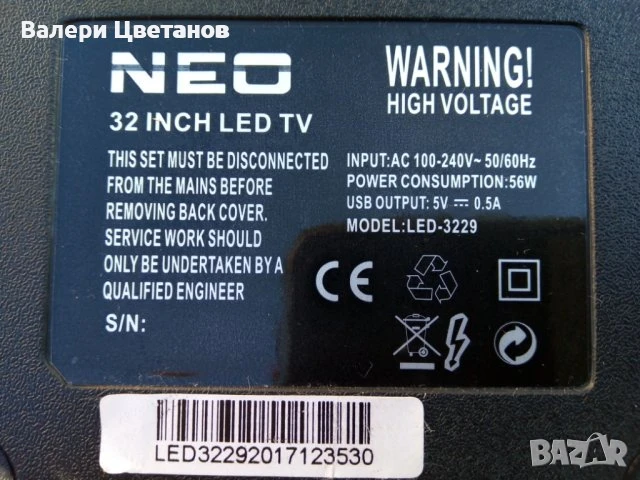 Валери Цветанов
NEO
32 INCH LED TV
THIS SET MUST BE DISCONNECTED
FROM THE MAINS BEFORE
REMOVING BACK COVER.
SERVICE WORK SHOULD
ONLY BE UNDERTAKEN BY A
QUALIFIED ENGINEER
S/N:
WARNING!
HIGH VOLTAGE
INPUT:AC 100-240V~ 50/60Hz
POWER CONSUMPTION:56W
USB OUTPUT: 5V ⎓ 0.5A
MODEL:LED-3229
CE
LED32292017123530
BAZAR